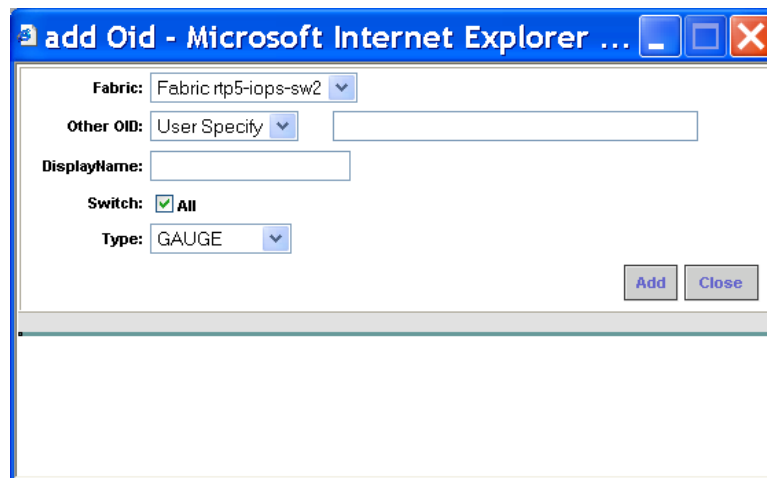 add Oid - Microsoft Internet Explorer ...
Fabric: Fabric rtp5-iops-sw2
Other OID: User Specify
DisplayName:
Switch: All
Type: GAUGE
Add Close